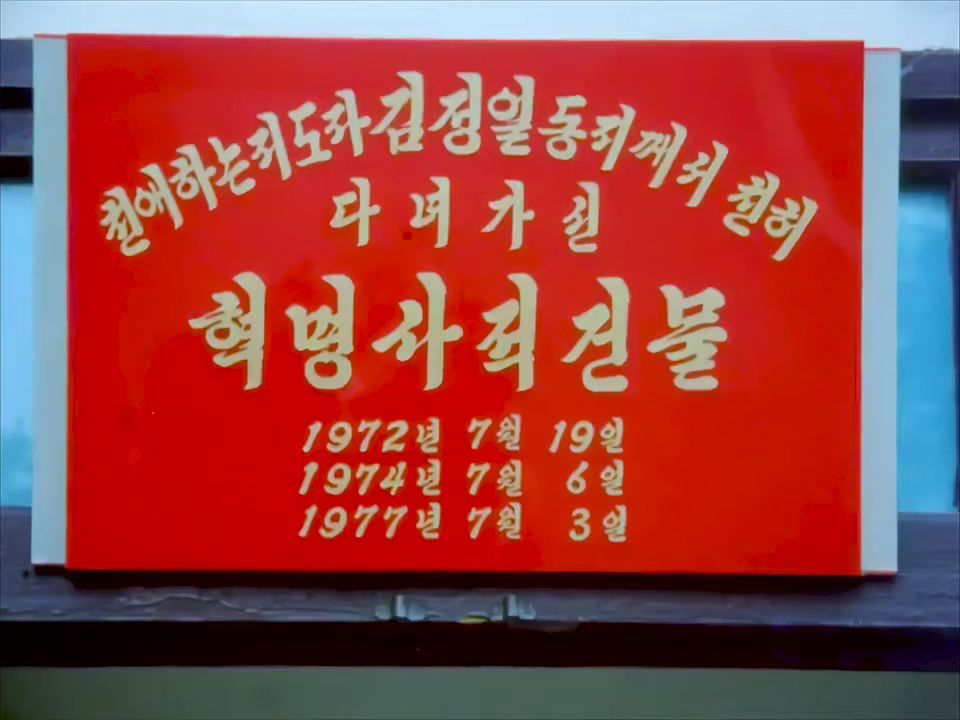 친애하는지도자김정일동지께서 친히
다녀가신
혁명사적건물
1972년 7월 19일
1974년 7월 6일
1977년 7월 3일